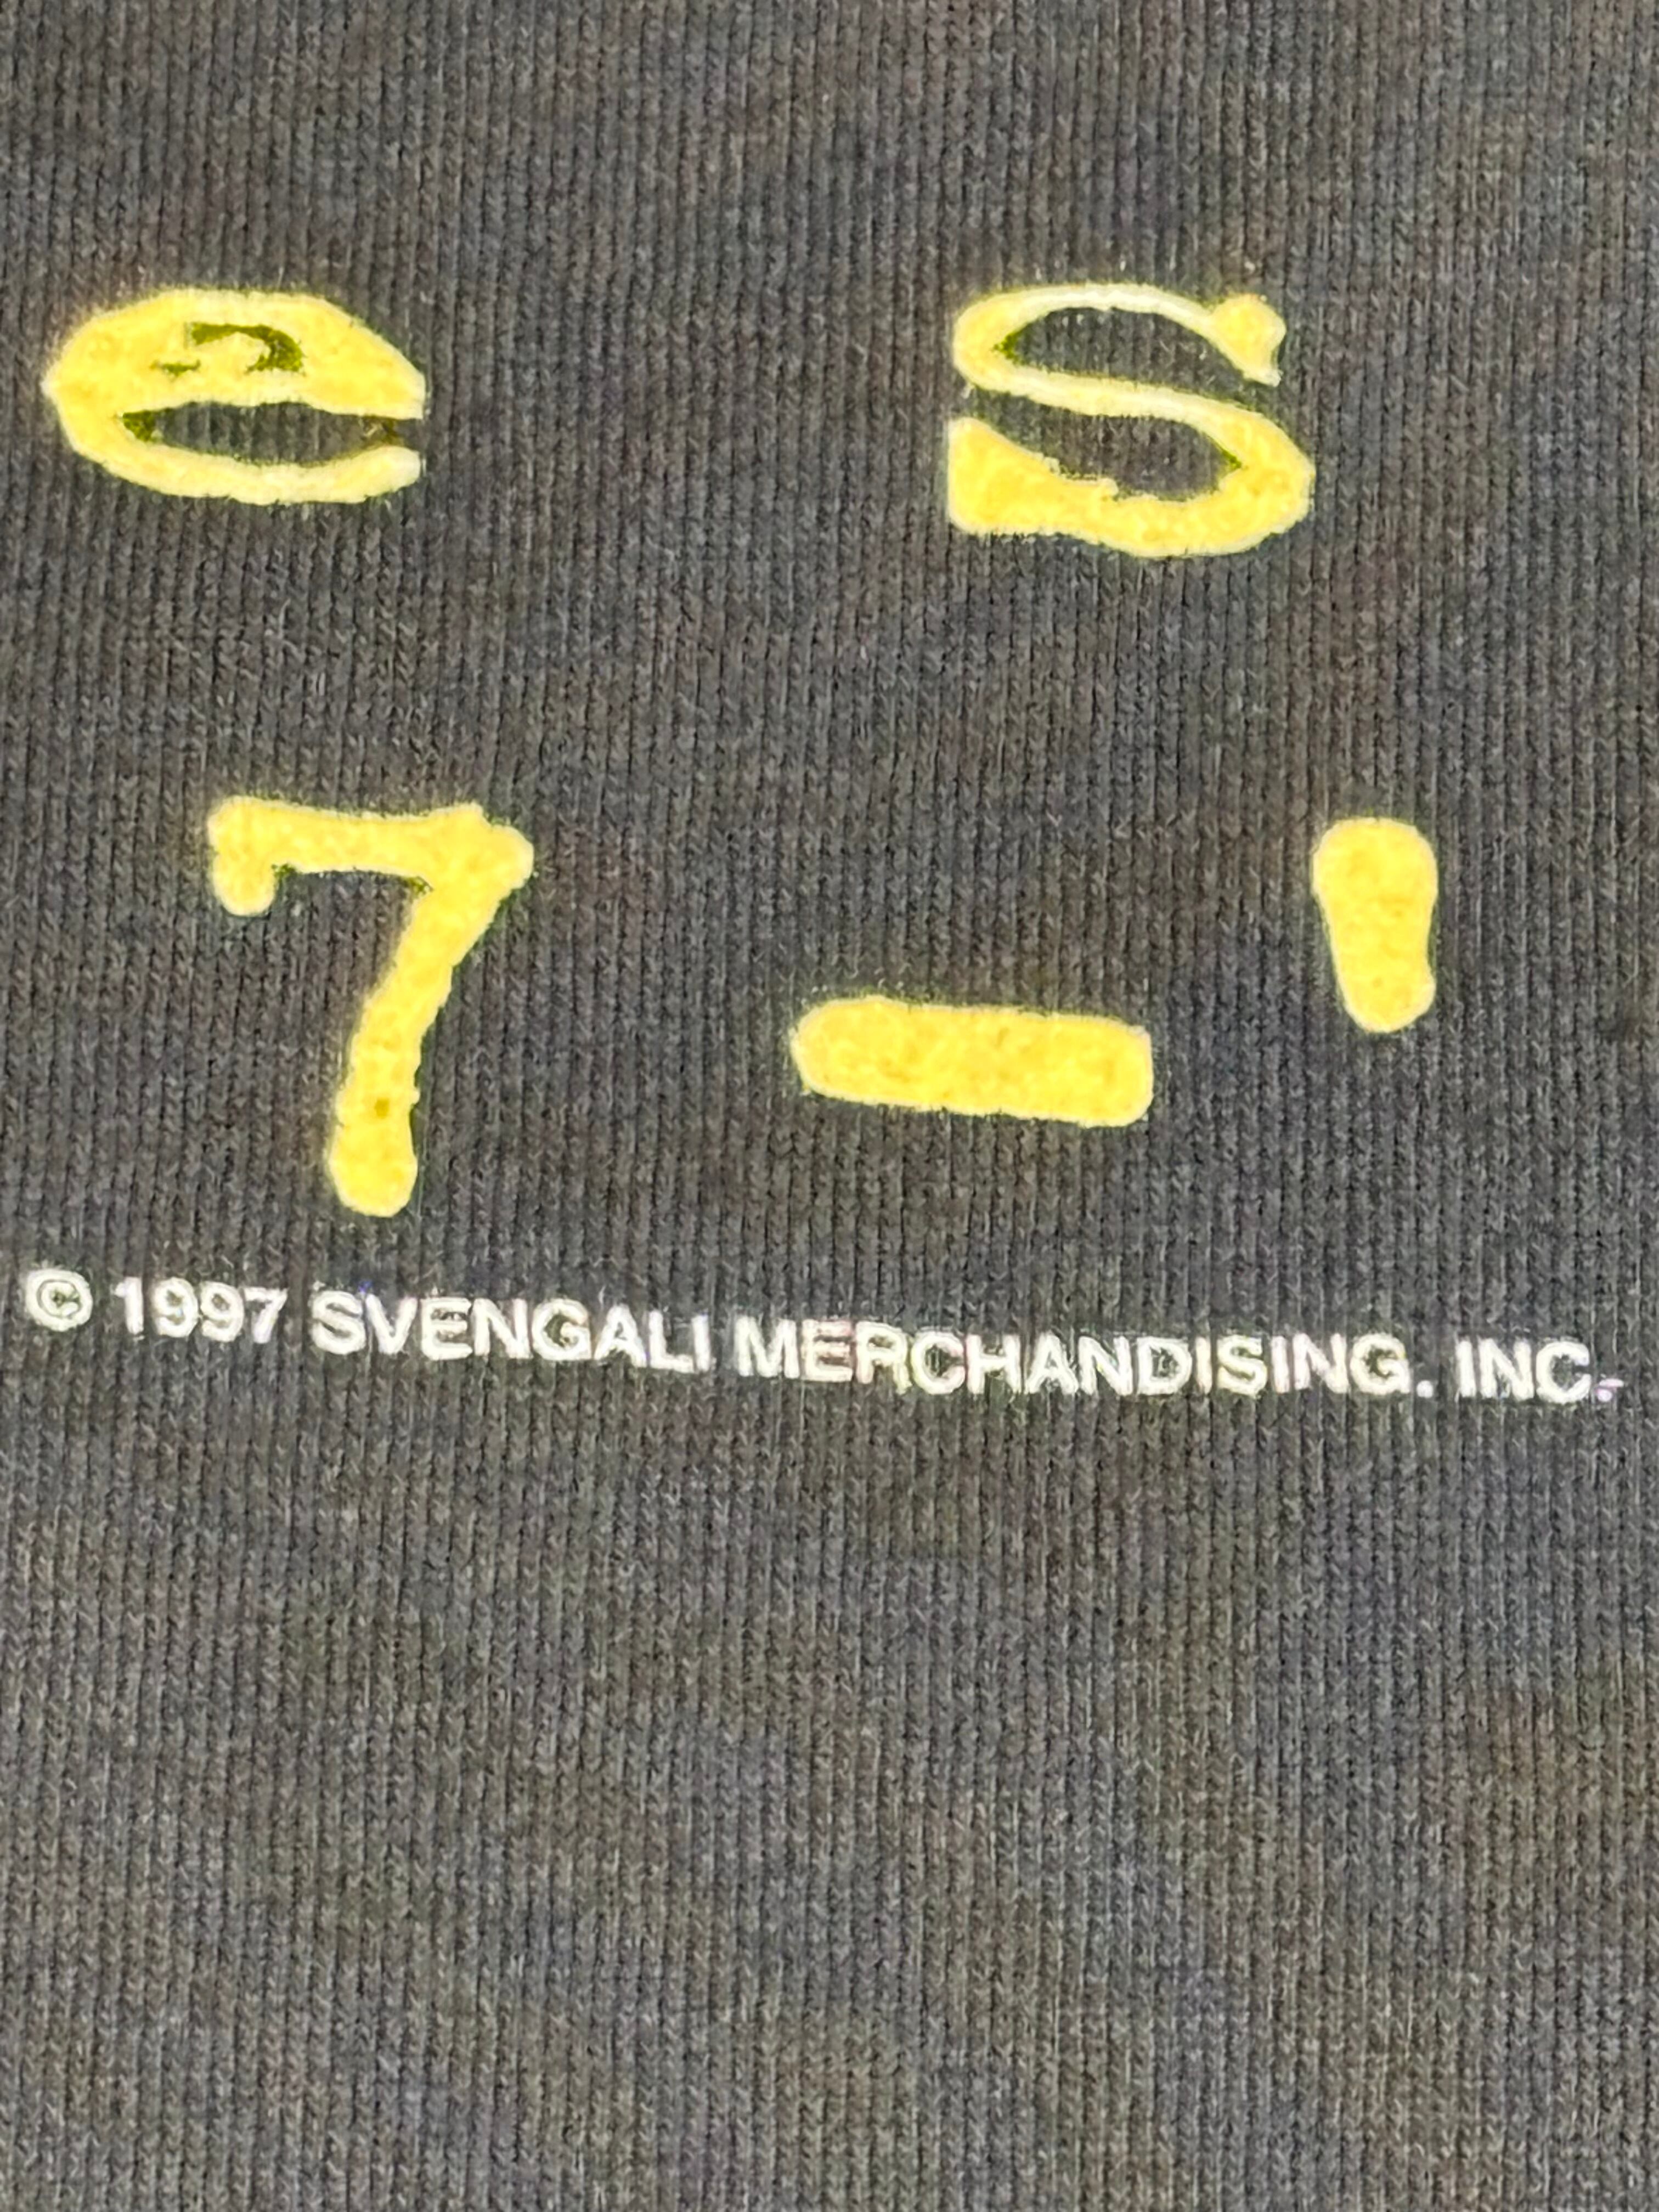 e s
7 - '
© 1997 SVENGALI MERCHANDISING. INC.